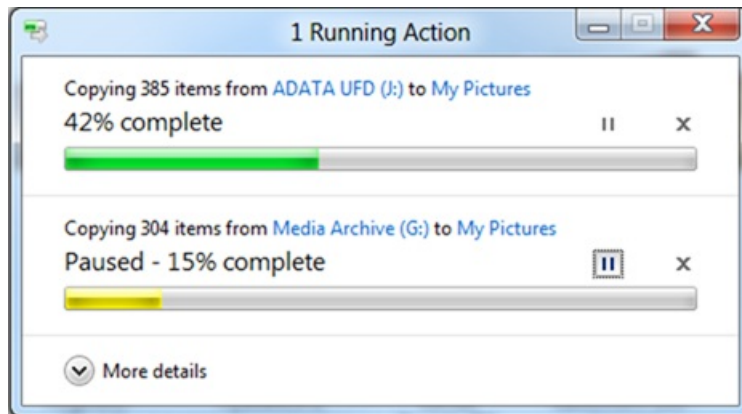 1 Running Action
Copying 385 items from ADATA UFD (J:) to My Pictures
42% complete
Copying 304 items from Media Archive (G:) to My Pictures
Paused - 15% complete
More details